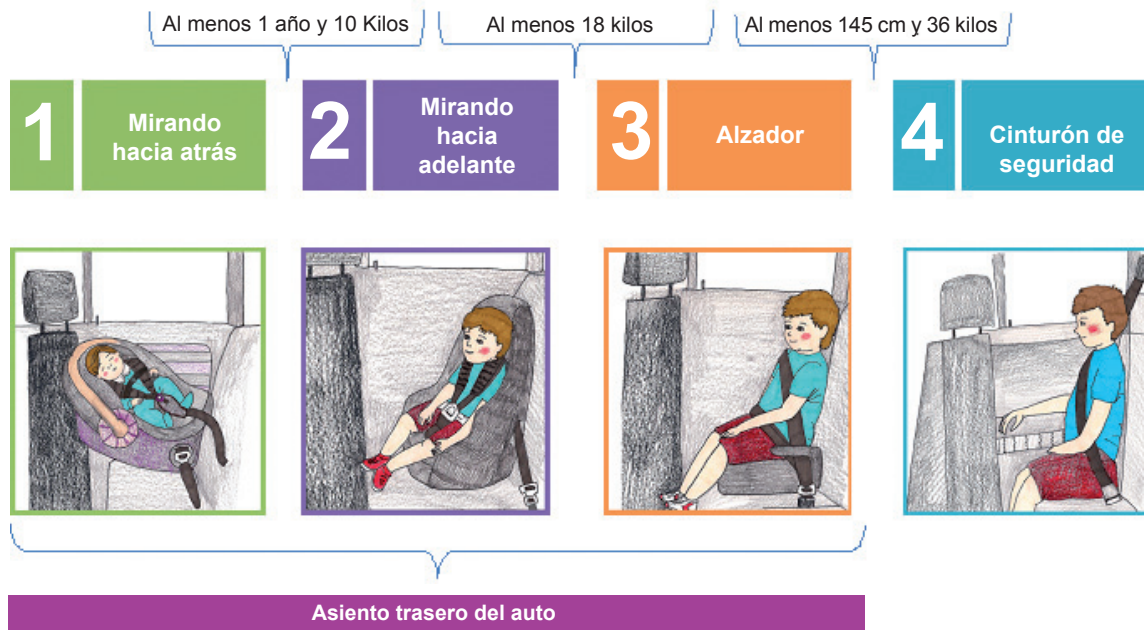 Al menos 1 año y 10 Kilos
Al menos 18 kilos
Al menos 145 cm y 36 kilos
1
Mirando
hacia atrás
2
Mirando
hacia
adelante
3
Alzador
4
Cinturón de
seguridad
Asiento trasero del auto